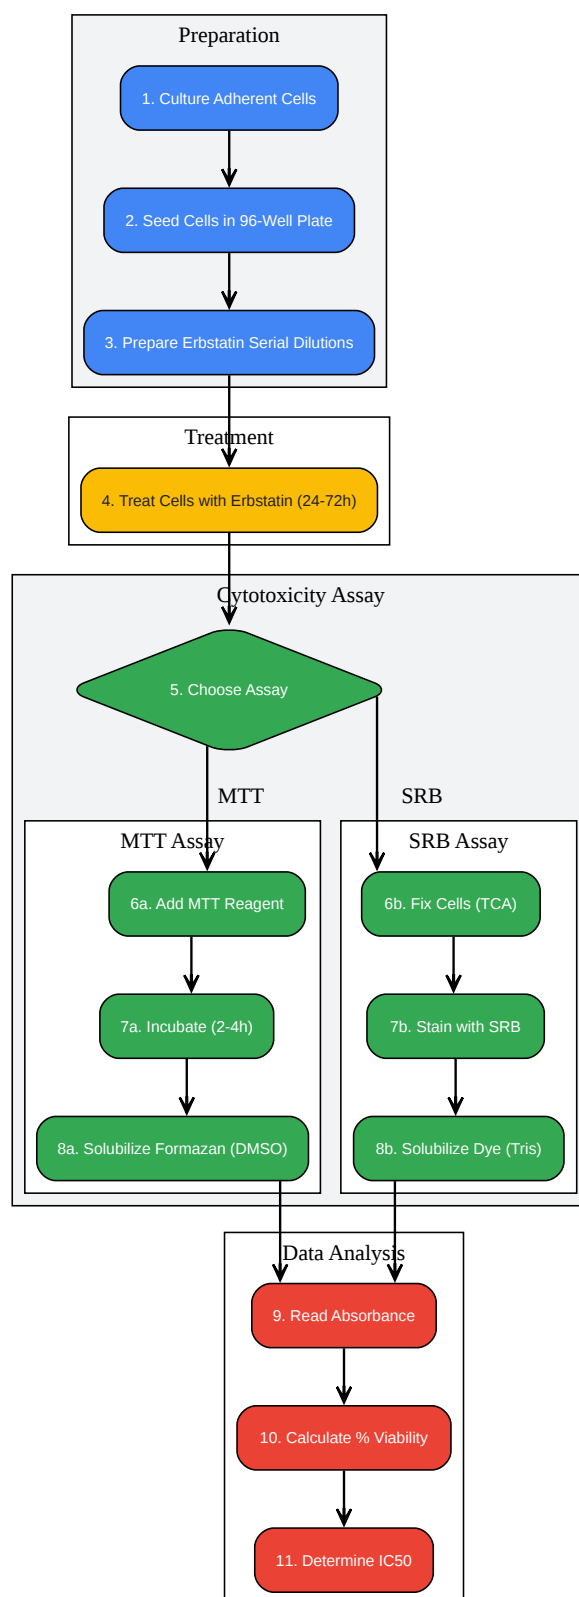 Preparation
1. Culture Adherent Cells
2. Seed Cells in 96-Well Plate
3. Prepare Erbstatin Serial Dilutions
Treatment
4. Treat Cells with Erbstatin (24-72h)
Cytotoxicity Assay
5. Choose Assay
MTT
SRB
MTT Assay
SRB Assay
6a. Add MTT Reagent
6b. Fix Cells (TCA)
7a. Incubate (2-4h)
7b. Stain with SRB
8a. Solubilize Formazan (DMSO)
8b. Solubilize Dye (Tris)
Data Analysis
9. Read Absorbance
10. Calculate % Viability
11. Determine IC50